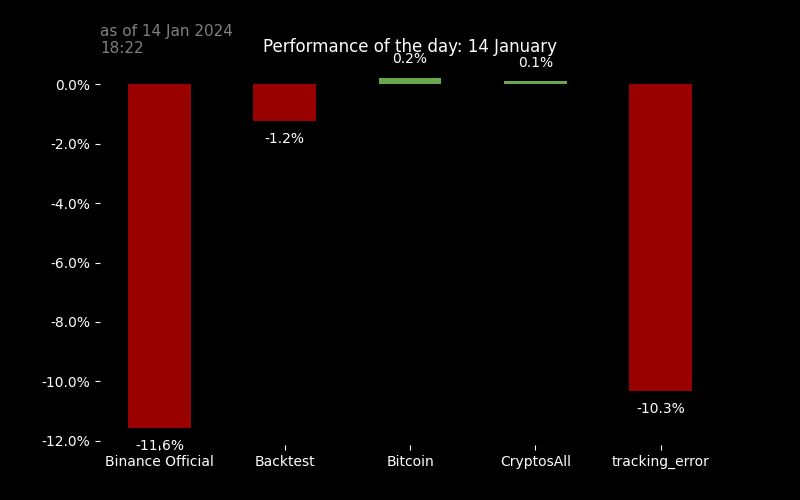 as of 14 Jan 2024
18:22
Performance of the day: 14 January
0.2%
0.1%
0.0%
-1.2%
-2.0%
-4.0%
-6.0%
-8.0%
-10.0%
-10.3%
-12.0%
-11.6%
Binance Official
Backtest
Bitcoin
CryptosAll
tracking_error